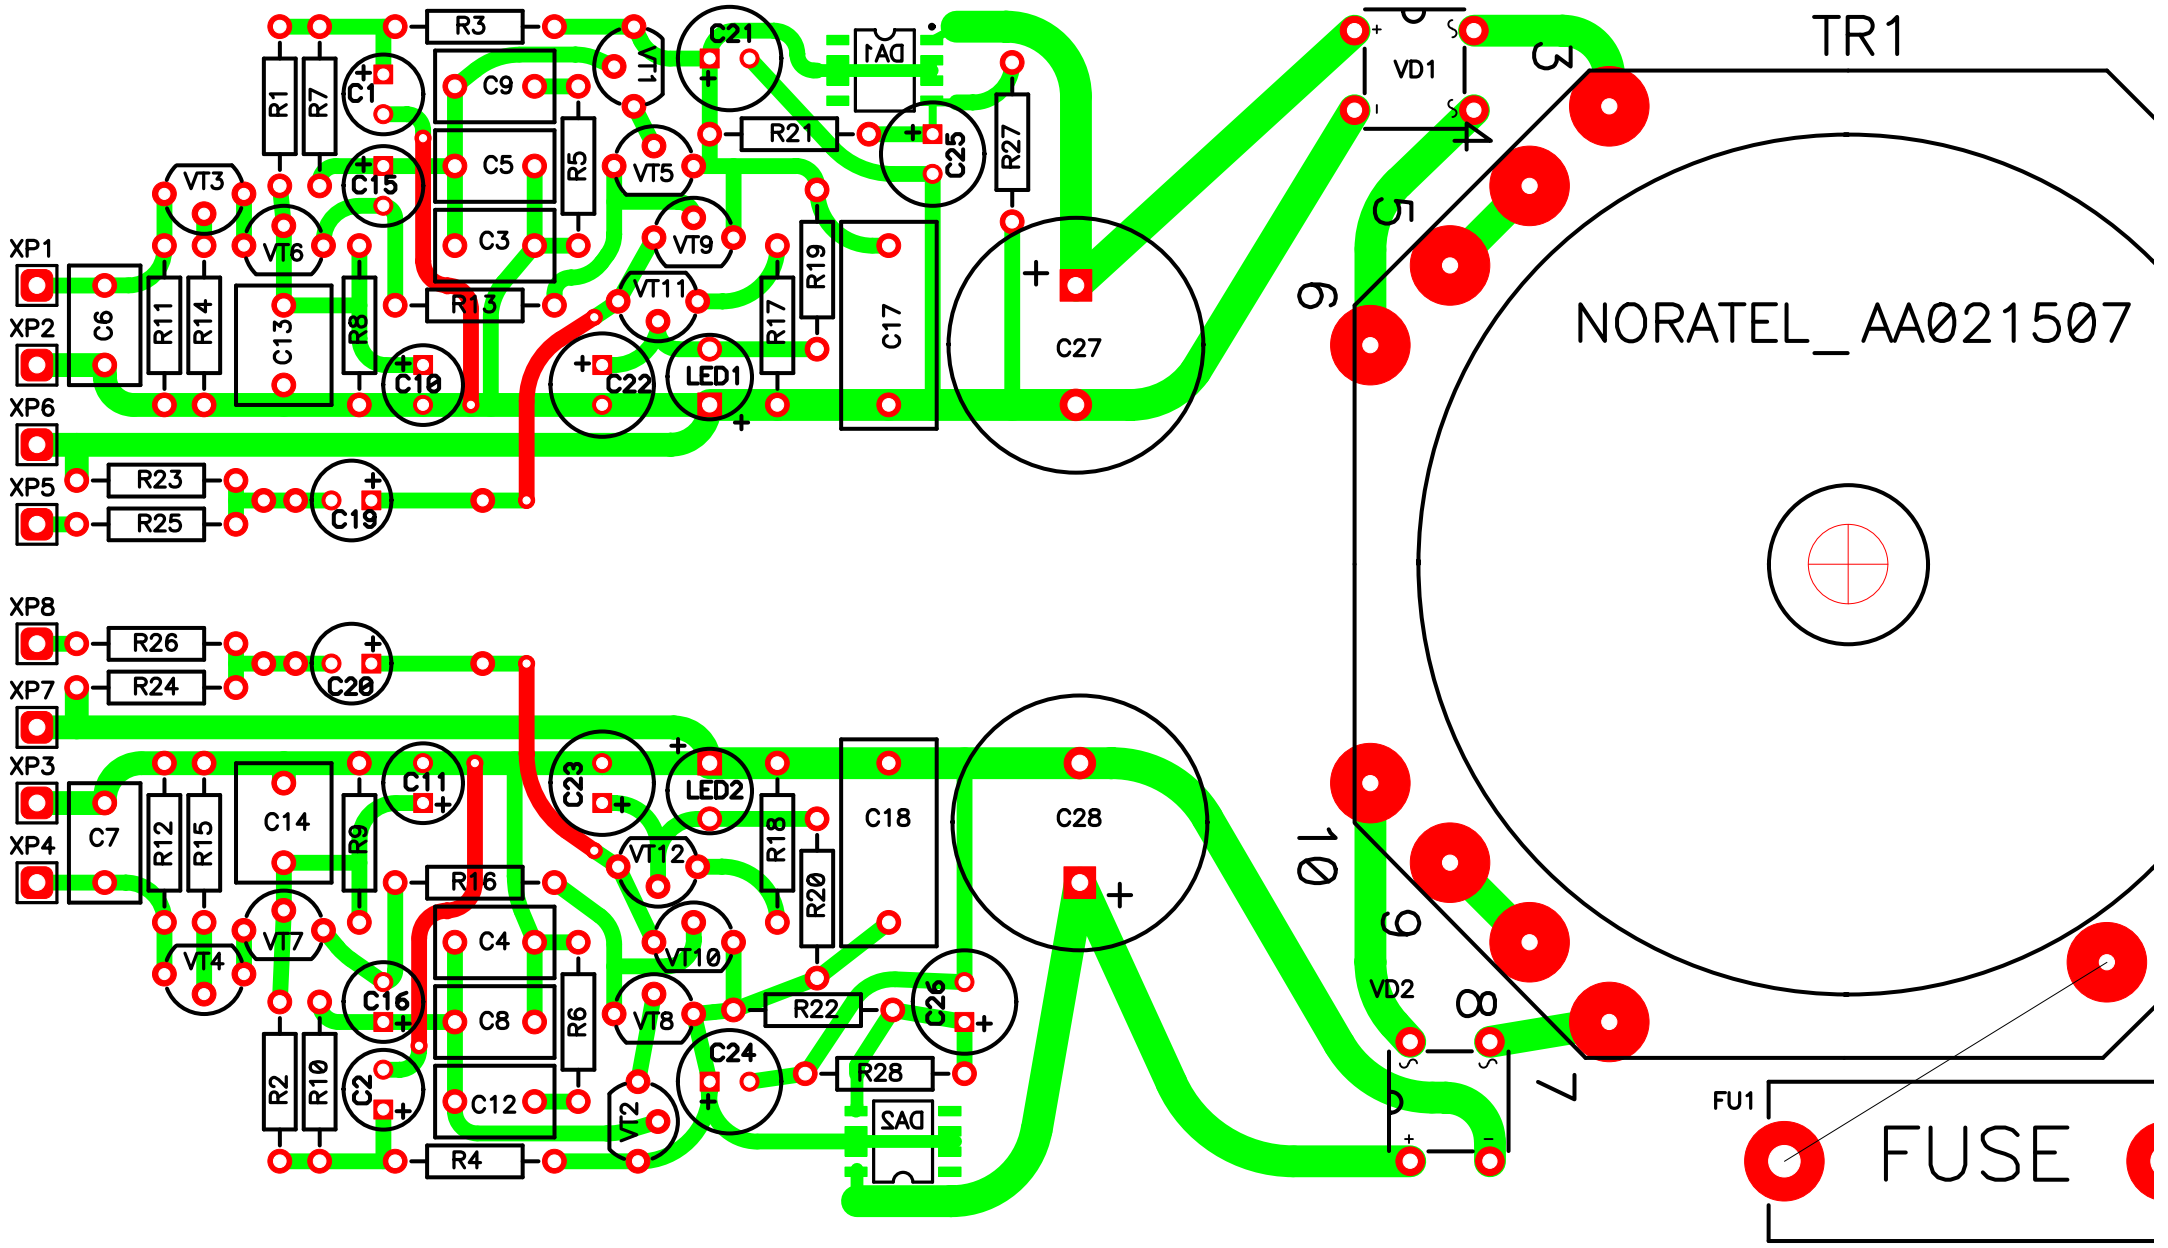 TR1
R3
C21
DA1
VT1
VD1
3
R1
R7
C1
C9
R21
C25
R27
4
C5
R5
VT5
VT3
C15
5
XP1
VT6
C3
VT9
R19
6
R11
R14
R13
VT11
NORATEL_AA021507
XP2
C6
C13
R8
R17
C17
C27
C10
C22
LED1
XP6
R23
XP5
R25
C19
XP8
R26
R24
C20
XP7
XP3
C11
C23
LED2
C7
R12
R15
C14
R9
R18
C18
C28
XP4
VT12
10
R16
R20
9
VT7
C4
VT10
VT4
VD2
C16
R22
C26
8
C8
R6
VT8
C24
R28
7
R2
R10
C2
C12
VT2
DA2
FU1
R4
FUSE